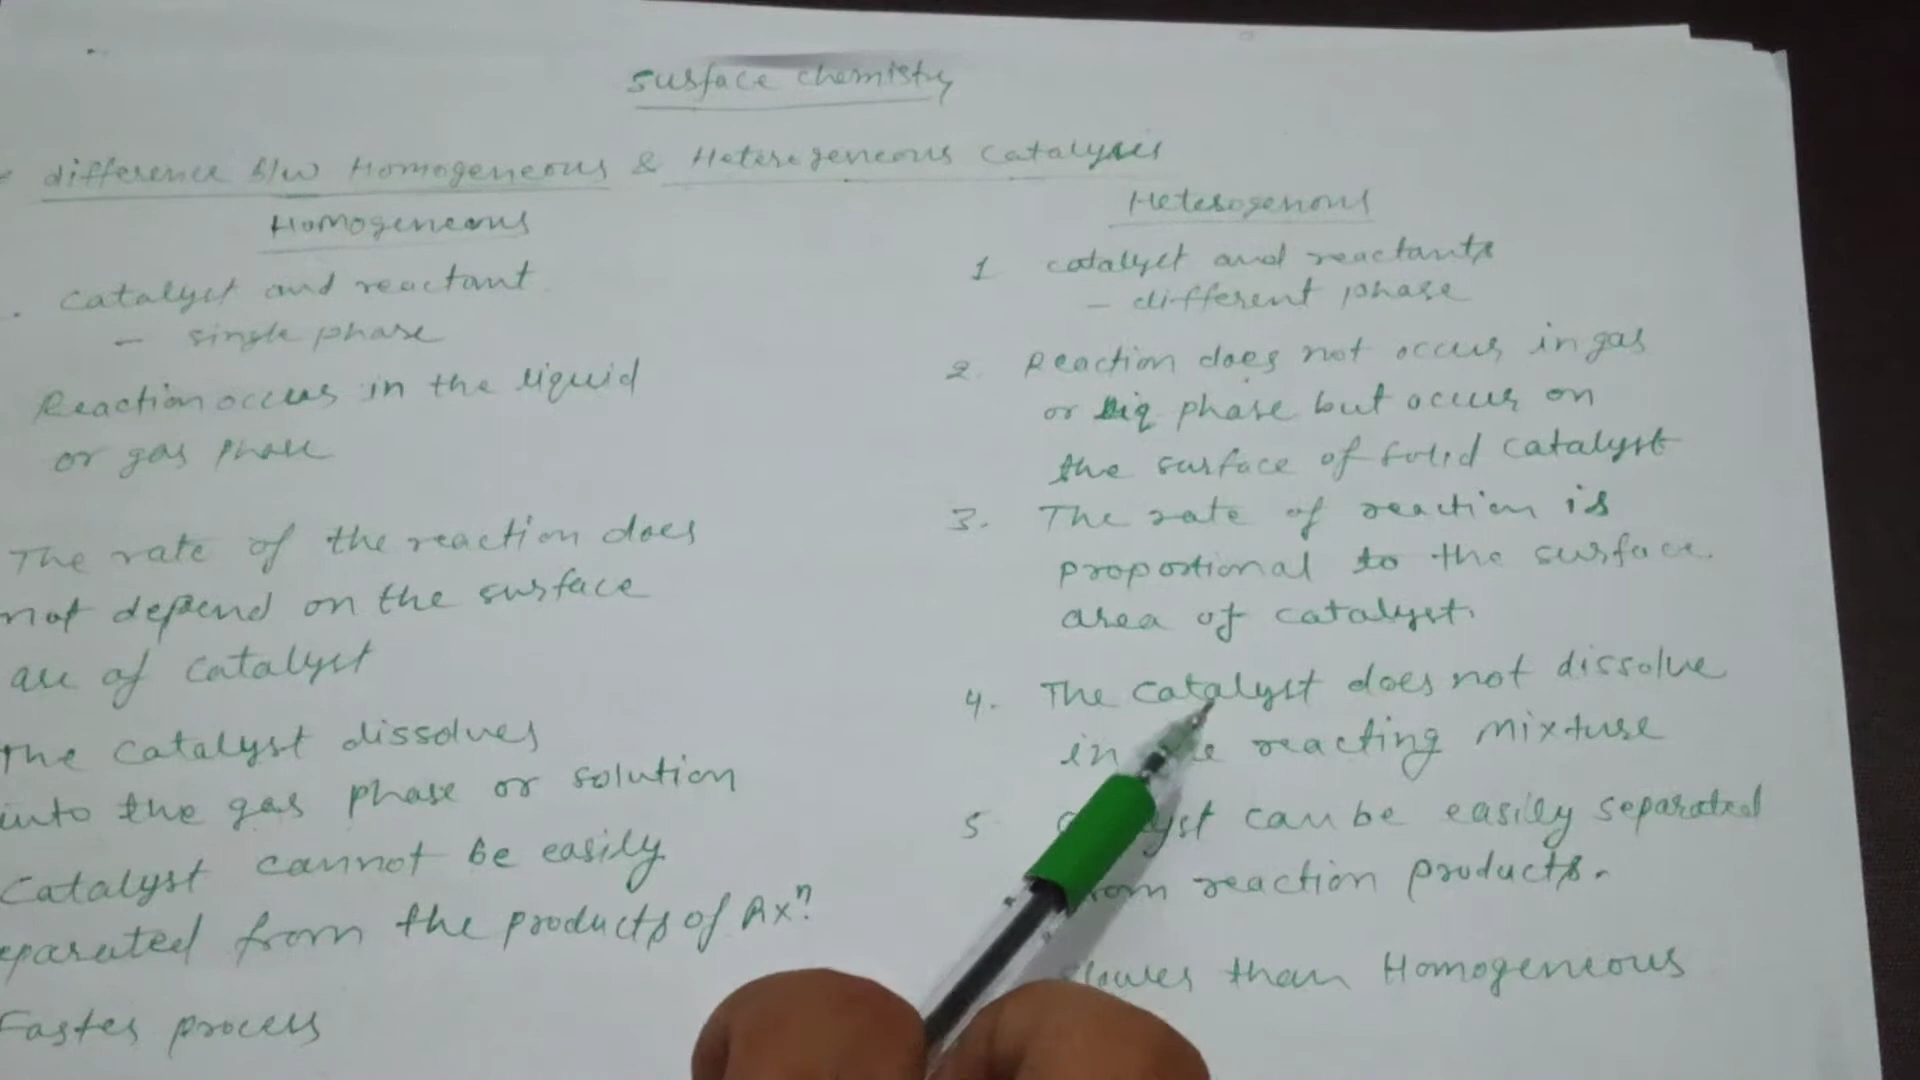 surface chemistry
difference b/w Homogeneous & Heterogeneous catalysis
Homogeneous
catalyst and reactant
- single phase
Reaction occurs in the liquid
or gas phase
The rate of the reaction does
not depend on the surface
are of catalyst
The catalyst dissolves
into the gas phase or solution
Catalyst cannot be easily
eparated from the products of Rxn
Faster process
Heterogenous
1 catalyst and reactants
- different phase
2. Reaction does not occur in gas
or liq phase but occur on
the surface of solid catalyst
3. The rate of reaction is
proportional to the surface
area of catalyst.
4. The catalyst does not dissolve
in reacting mixture
5 can be easily separated
reaction products.
than Homogeneous